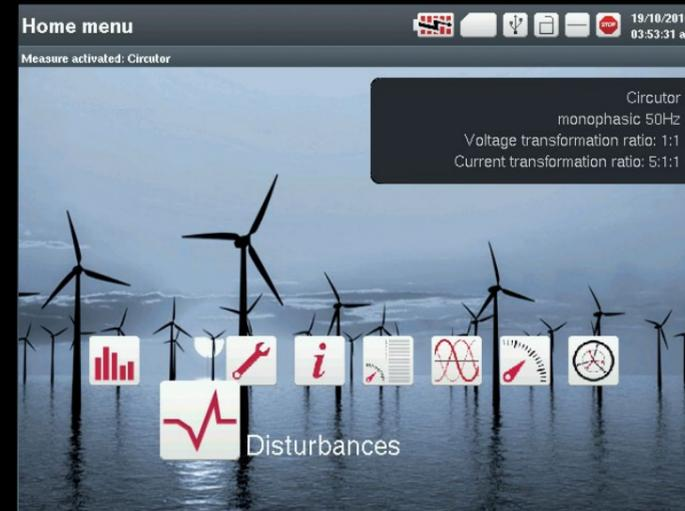 Home menu
STOP
19/10/201
03:53:31 a
Measure activated: Circutor
Circutor
monophasic 50Hz
Voltage transformation ratio: 1:1
Current transformation ratio: 5:1:1
i
Disturbances